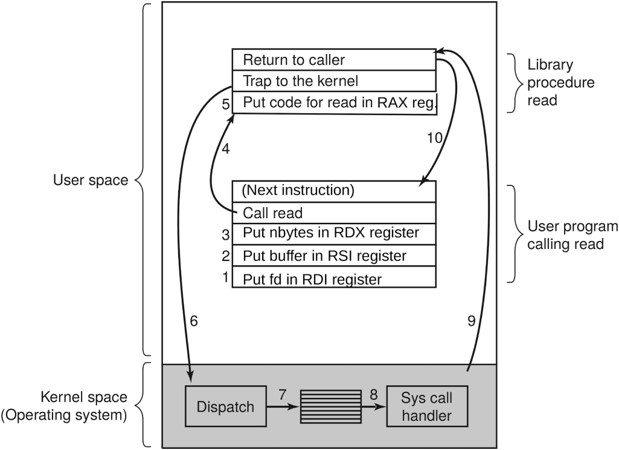 Return to caller
Trap to the kernel
5 Put code for read in RAX reg.
Library
procedure
read
4
10
User space
(Next instruction)
Call read
3 Put nbytes in RDX register
2 Put buffer in RSI register
1 Put fd in RDI register
User program
calling read
6
9
Kernel space
(Operating system)
Dispatch
7
8
Sys call
handler